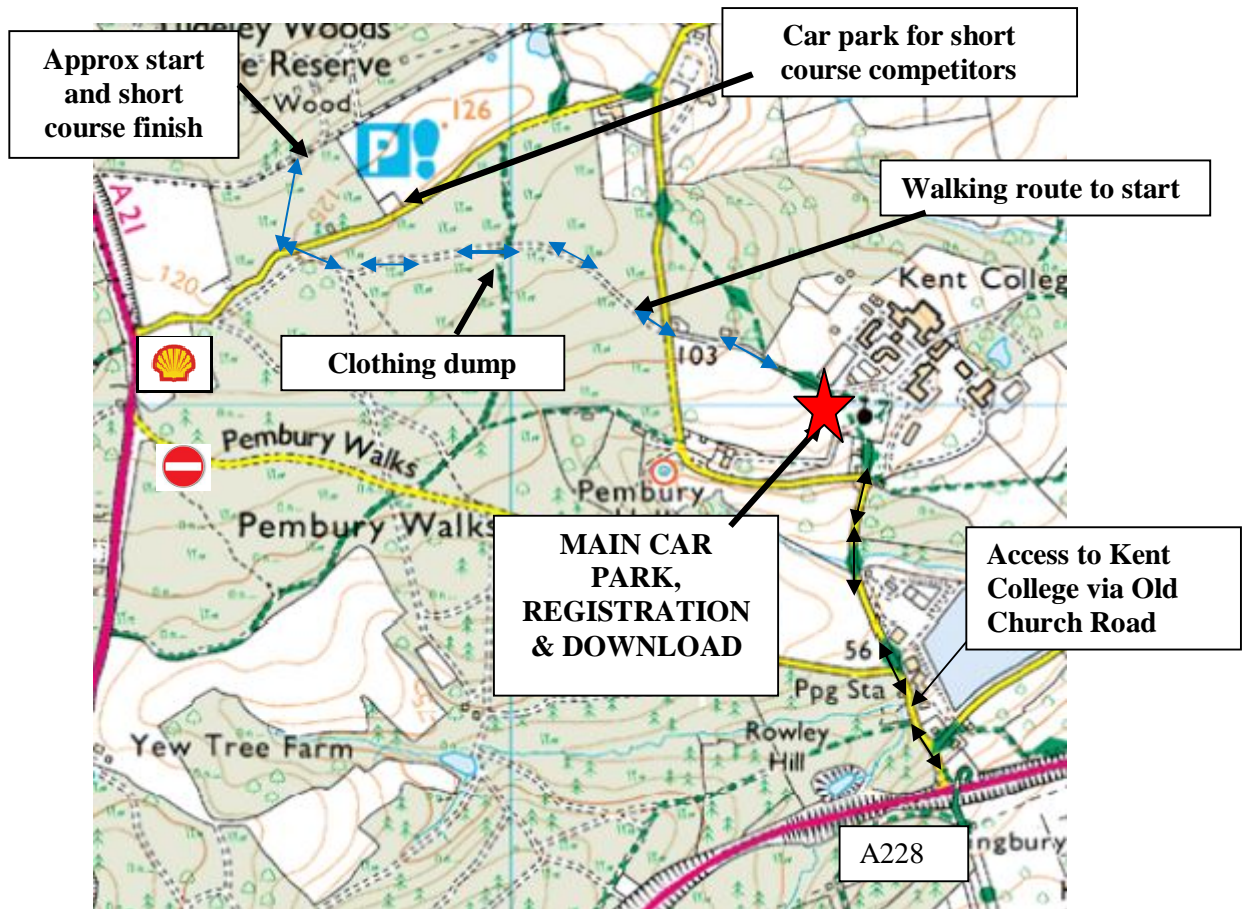 Approx start
and short
course finish
Car park for short
course competitors
Walking route to start
Clothing dump
MAIN CAR
PARK,
REGISTRATION
& DOWNLOAD
Access to Kent
College via Old
Church Road
A228
Woods
Reserve
Wood
126
P
A 21
125
120
103
Kent
Pembury Walks
Pembury
Pembury Walks
56
Ppg Sta
Rowley
Hill
Yew Tree Farm